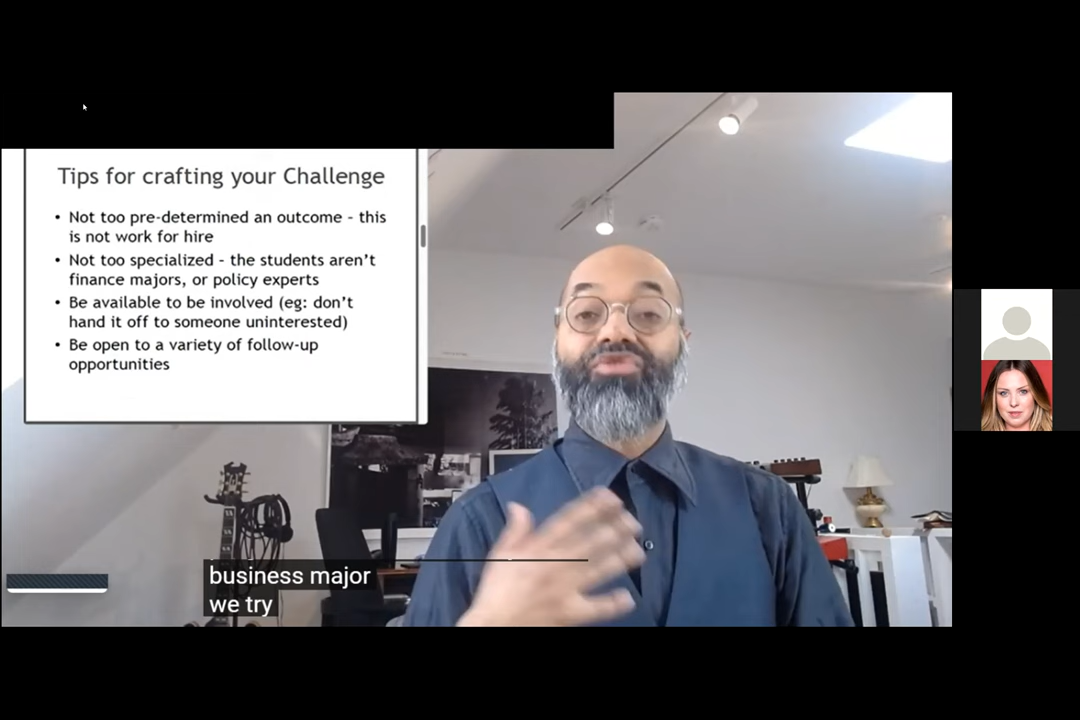 Tips for crafting your Challenge
• Not too pre-determined an outcome - this
is not work for hire
• Not too specialized - the students aren't
finance majors, or policy experts
• Be available to be involved (eg: don't
hand it off to someone uninterested)
• Be open to a variety of follow-up
opportunities
business major
we try